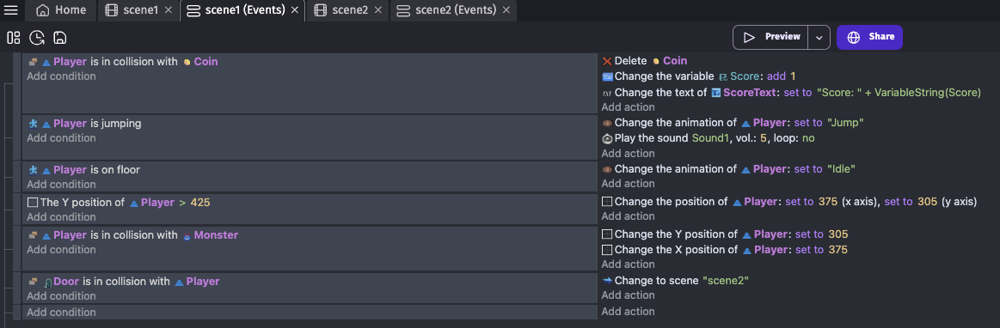 Home
scene1
scene1 (Events)
scene2
scene2 (Events)
Preview
Share
Player is in collision with Coin
Add condition
Delete Coin
Change the variable Score: add 1
Change the text of ScoreText: set to "Score: " + VariableString(Score)
Add action
Player is jumping
Add condition
Change the animation of Player: set to "Jump"
Play the sound Sound1, vol.: 5, loop: no
Add action
Player is on floor
Add condition
Change the animation of Player: set to "Idle"
Add action
The Y position of Player > 425
Add condition
Change the position of Player: set to 375 (x axis), set to 305 (y axis)
Add action
Player is in collision with Monster
Add condition
Change the Y position of Player: set to 305
Change the X position of Player: set to 375
Add action
Door is in collision with Player
Add condition
Change to scene "scene2"
Add action
Add condition
Add action